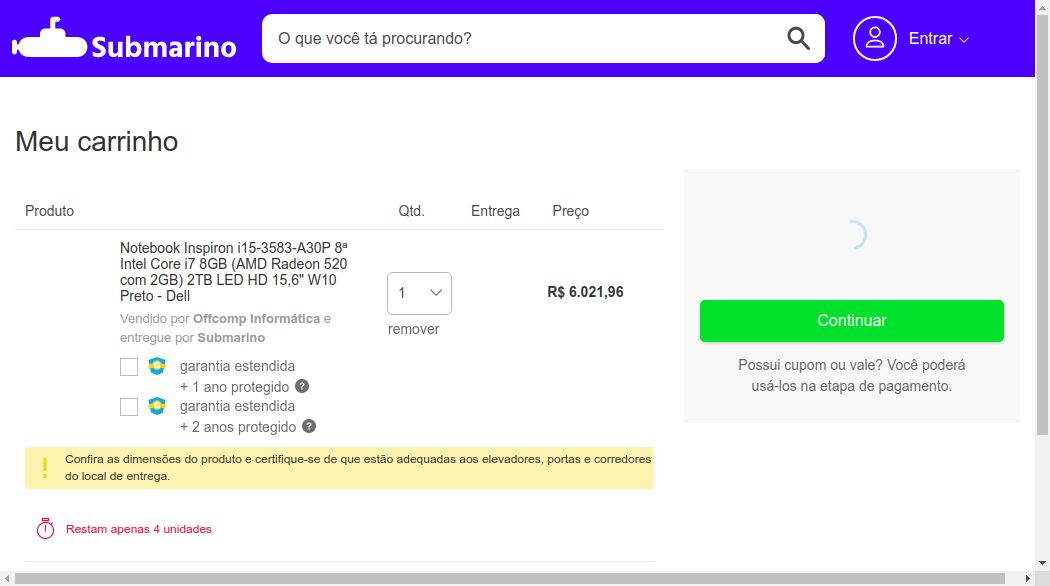 Submarino
O que você tá procurando?
Entrar
Meu carrinho
Produto
Qtd.
Entrega
Preço
Notebook Inspiron i15-3583-A30P 8ª
Intel Core i7 8GB (AMD Radeon 520
com 2GB) 2TB LED HD 15,6" W10
Preto - Dell
Vendido por Offcomp Informática e
entregue por Submarino
1
remover
R$ 6.021,96
garantia estendida
+ 1 ano protegido ?
garantia estendida
+ 2 anos protegido ?
! Confira as dimensões do produto e certifique-se de que estão adequadas aos elevadores, portas e corredores
do local de entrega.
Restam apenas 4 unidades
Continuar
Possui cupom ou vale? Você poderá
usá-los na etapa de pagamento.